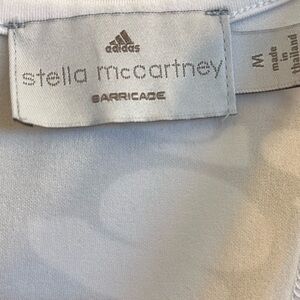 adidas
stella mccartney
BARRICADE
M
made
in
thailand